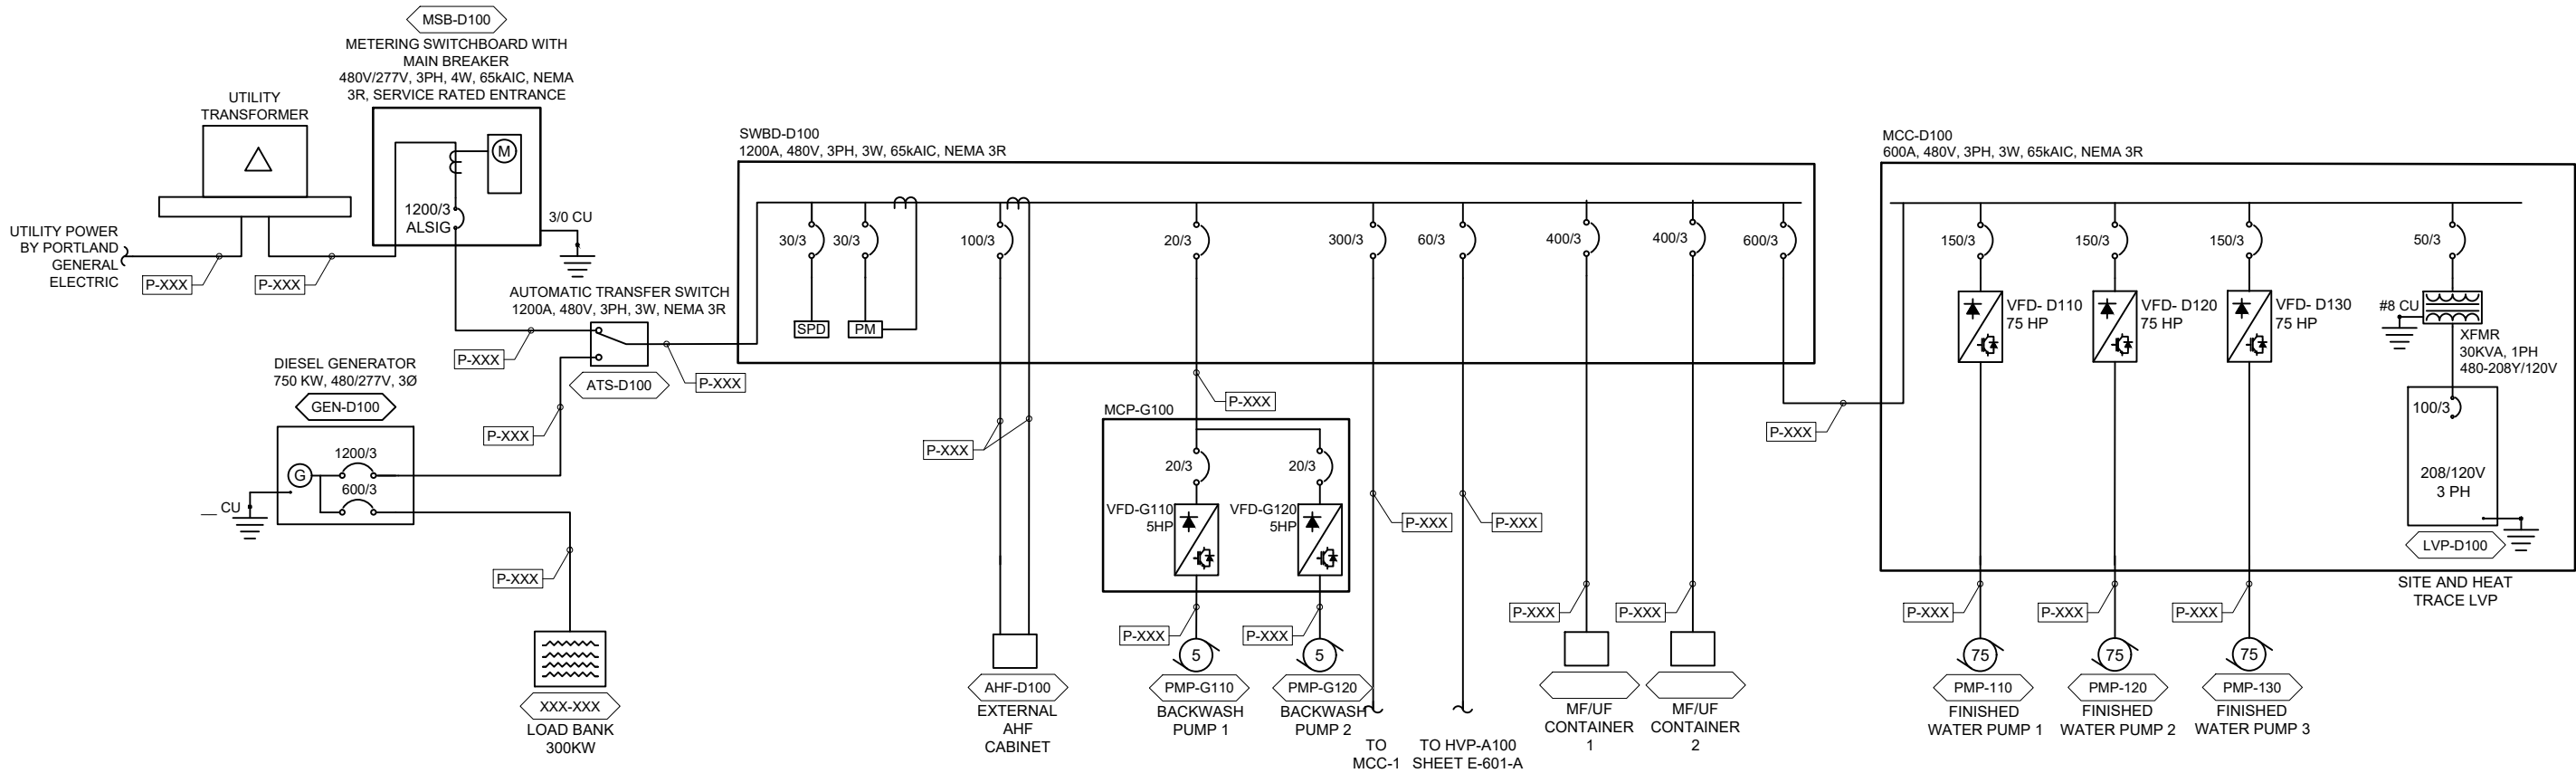 MSB-D100
METERING SWITCHBOARD WITH
MAIN BREAKER
480V/277V, 3PH, 4W, 65kAIC, NEMA
3R, SERVICE RATED ENTRANCE
UTILITY
TRANSFORMER
M
1200/3
ALSIG
3/0 CU
UTILITY POWER
BY PORTLAND
GENERAL
ELECTRIC
P-XXX
P-XXX
AUTOMATIC TRANSFER SWITCH
1200A, 480V, 3PH, 3W, NEMA 3R
P-XXX
ATS-D100
P-XXX
DIESEL GENERATOR
750 KW, 480/277V, 3Ø
GEN-D100
P-XXX
G
1200/3
600/3
__ CU
P-XXX
XXX-XXX
LOAD BANK
300KW
SWBD-D100
1200A, 480V, 3PH, 3W, 65kAIC, NEMA 3R
30/3
30/3
100/3
20/3
300/3
60/3
400/3
400/3
600/3
SPD
PM
P-XXX
AHF-D100
EXTERNAL
AHF
CABINET
P-XXX
MCP-G100
20/3
20/3
VFD-G110
5HP
VFD-G120
5HP
P-XXX
P-XXX
5
5
PMP-G110
BACKWASH
PUMP 1
PMP-G120
BACKWASH
PUMP 2
P-XXX
TO
MCC-1
P-XXX
TO HVP-A100
SHEET E-601-A
P-XXX
MF/UF
CONTAINER
1
P-XXX
MF/UF
CONTAINER
2
P-XXX
MCC-D100
600A, 480V, 3PH, 3W, 65kAIC, NEMA 3R
150/3
150/3
150/3
50/3
VFD- D110
75 HP
VFD- D120
75 HP
VFD- D130
75 HP
#8 CU
XFMR
30KVA, 1PH
480-208Y/120V
100/3
208/120V
3 PH
LVP-D100
SITE AND HEAT
TRACE LVP
P-XXX
P-XXX
P-XXX
75
75
75
PMP-110
FINISHED
WATER PUMP 1
PMP-120
FINISHED
WATER PUMP 2
PMP-130
FINISHED
WATER PUMP 3